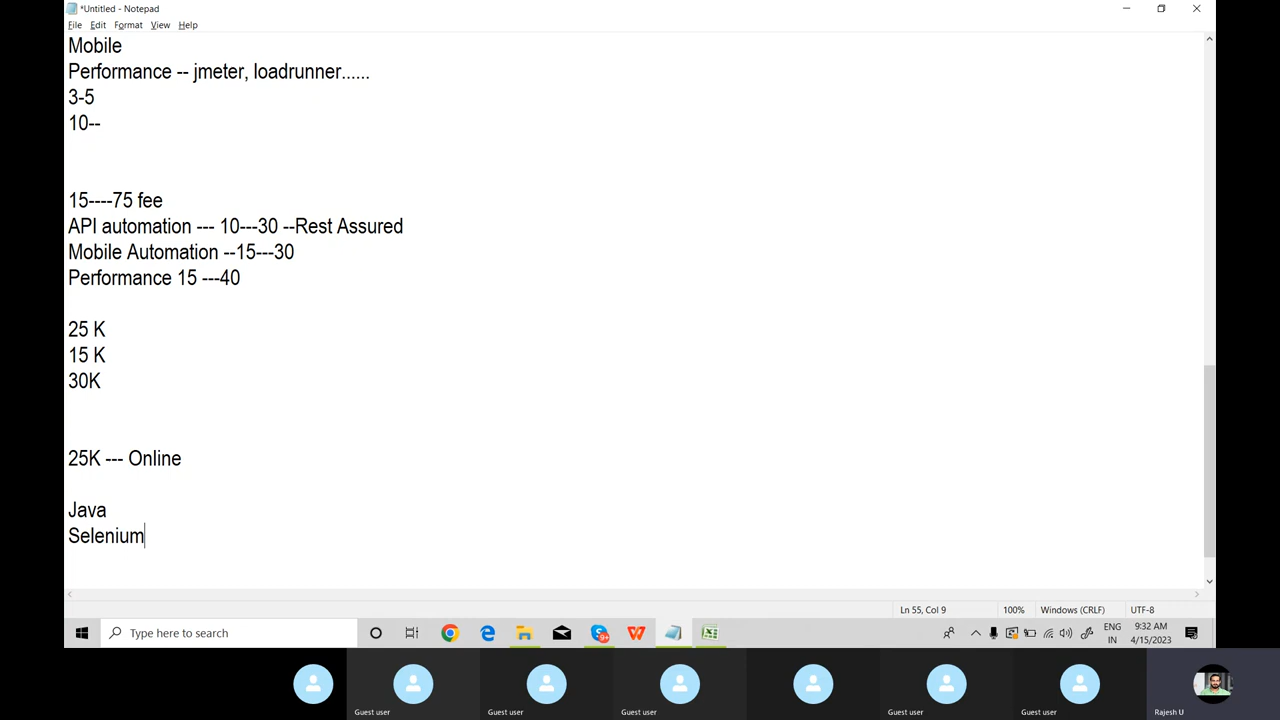 *Untitled - Notepad
File Edit Format View Help
Mobile
Performance -- jmeter, loadrunner......
3-5
10--
15----75 fee
API automation --- 10---30 --Rest Assured
Mobile Automation --15---30
Performance 15 ---40
25 K
15 K
30K
25K --- Online
Java
Selenium
Ln 55, Col 9 100% Windows (CRLF) UTF-8
Type here to search
9+
ENG
IN
9:32 AM
4/15/2023
Guest user Guest user Guest user Guest user Guest user Rajesh U